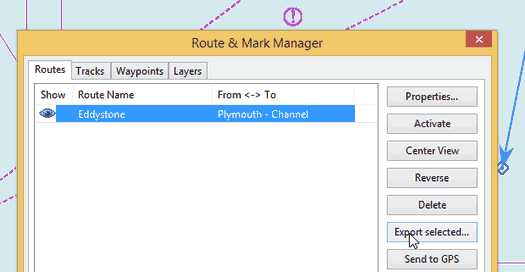 Route & Mark Manager
Routes Tracks Waypoints Layers
Show Route Name From <-> To
Eddystone Plymouth - Channel
Properties...
Activate
Center View
Reverse
Delete
Export selected...
Send to GPS